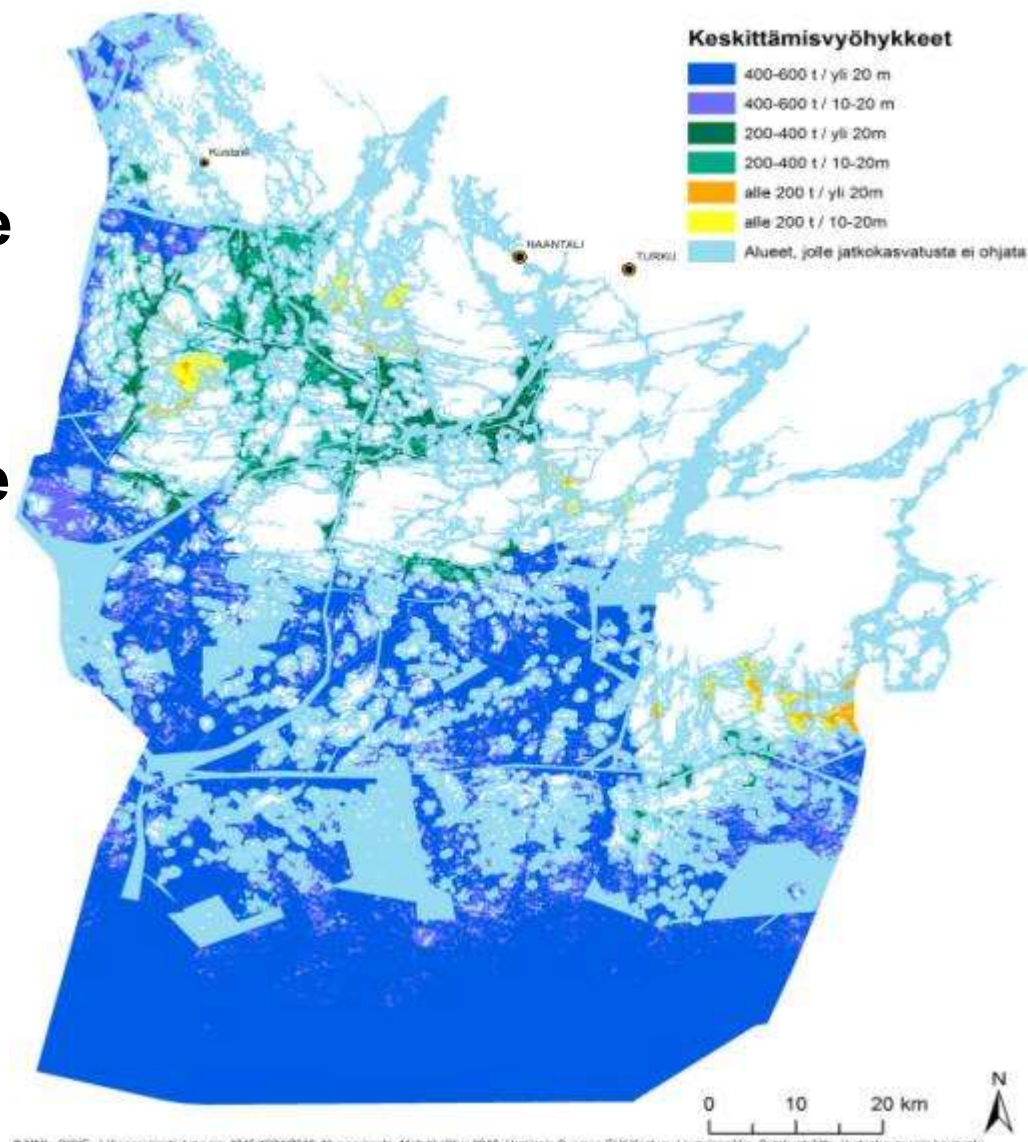 Keskittämisvyöhykkeet
400-600 t / yli 20 m
400-600 t / 10-20 m
200-400 t / yli 20m
200-400 t / 10-20m
alle 200 t / yli 20m
alle 200 t / 10-20m
Alueet, jolle jatkokasvatusta ei ohjata
Kustavi
NAANTALI
TURKU
e
e
N
0 10 20 km